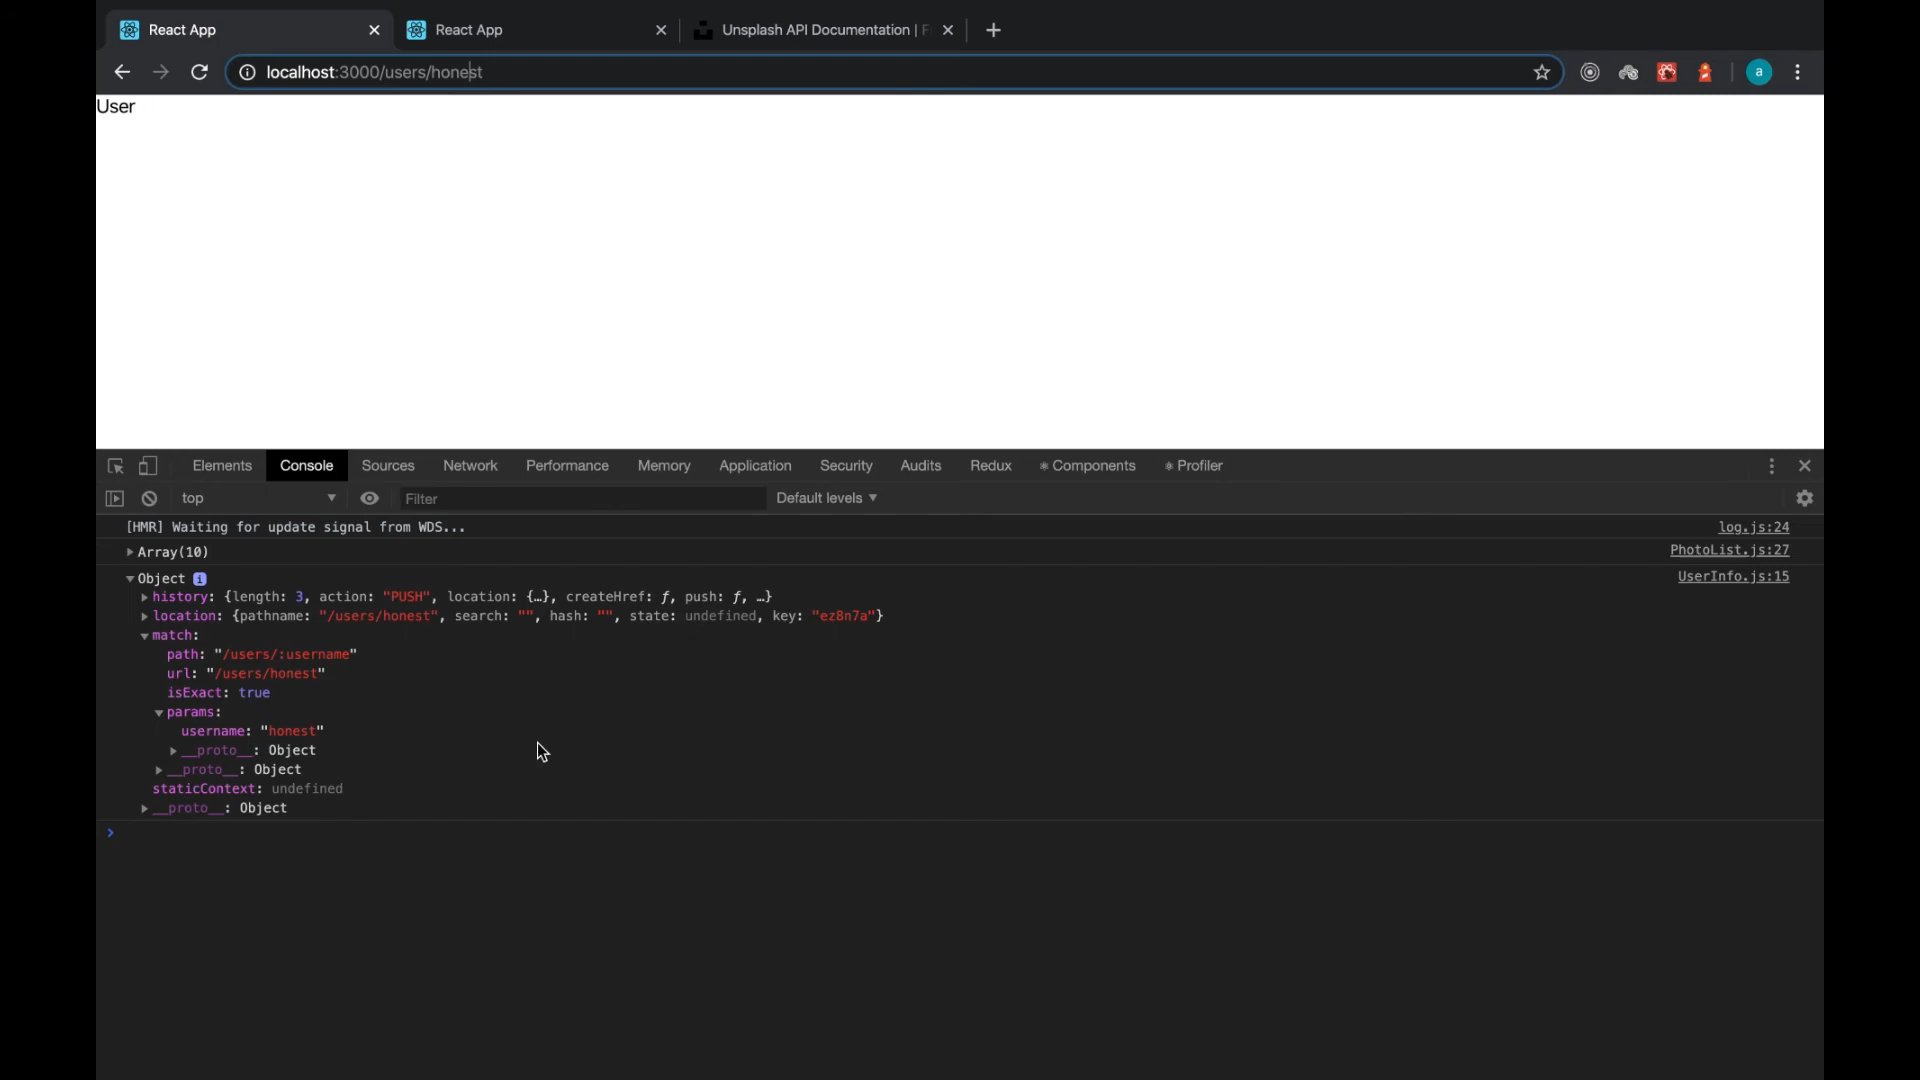 React App
React App
Unsplash API Documentation | F
localhost:3000/users/honest
a
User
Elements Console Sources Network Performance Memory Application Security Audits Redux Components Profiler
top Filter Default levels
[HMR] Waiting for update signal from WDS... log.js:24
Array(10) PhotoList.js:27
Object i UserInfo.js:15
history: {length: 3, action: "PUSH", location: {…}, createHref: ƒ, push: ƒ, …}
location: {pathname: "/users/honest", search: "", hash: "", state: undefined, key: "ez8n7a"}
match:
path: "/users/:username"
url: "/users/honest"
isExact: true
params:
username: "honest"
__proto__: Object
__proto__: Object
staticContext: undefined
__proto__: Object